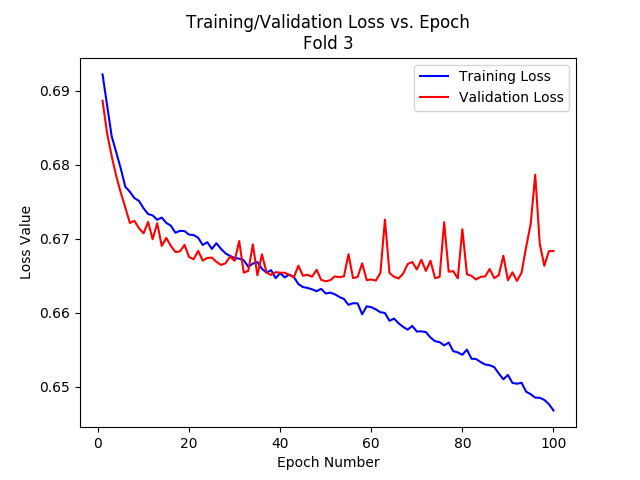 Training/Validation Loss vs. Epoch
Fold 3
Training Loss
Validation Loss
0.69
0.68
0.67
0.66
0.65
Loss Value
0 20 40 60 80 100
Epoch Number